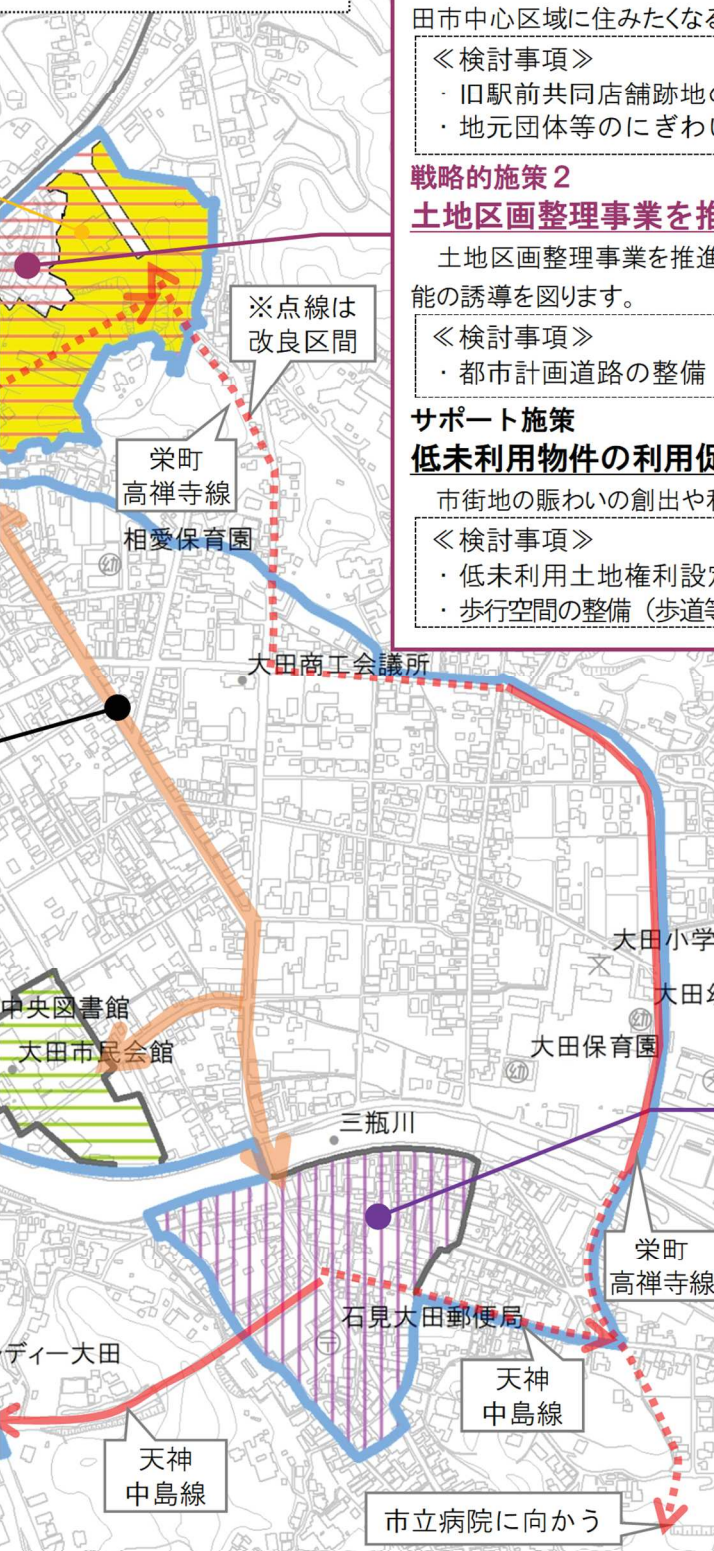 田市中心区域に住みたくなる
≪検討事項≫
・旧駅前共同店舗跡地の
・地元団体等のにぎわい
戦略的施策２
土地区画整理事業を推
土地区画整理事業を推進
能の誘導を図ります。
≪検討事項≫
・都市計画道路の整備
サポート施策
低未利用物件の利用促
市街地の賑わいの創出や利
≪検討事項≫
・低未利用土地権利設定
・歩行空間の整備（歩道等
※点線は
改良区間
栄町
高禅寺線
相愛保育園
幼
大田商工会議所
大田小学
大田幼
幼
大田保育園
幼
中央図書館
大田市民会館
三瓶川
栄町
高禅寺線
石見大田郵便局
ディー大田
天神
中島線
天神
中島線
市立病院に向かう